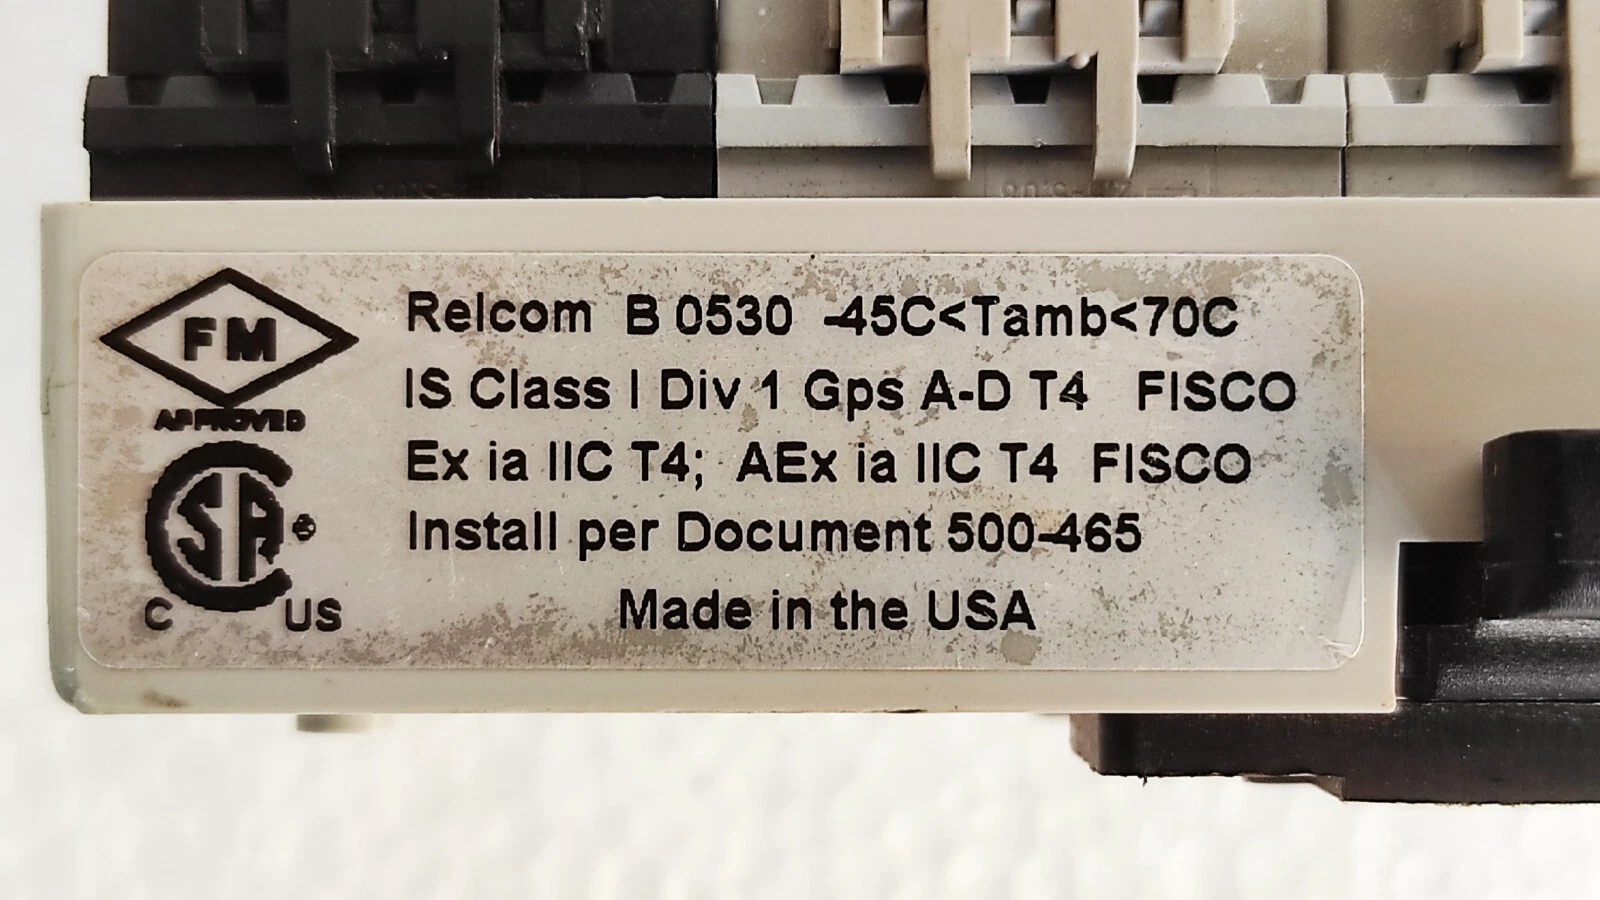 FM
APPROVED
Relcom B 0530 -45C<Tamb<70C
IS Class I Div 1 Gps A-D T4 FISCO
Ex ia IIC T4; AEx ia IIC T4 FISCO
Install per Document 500-465
Made in the USA
CSA ®
C US